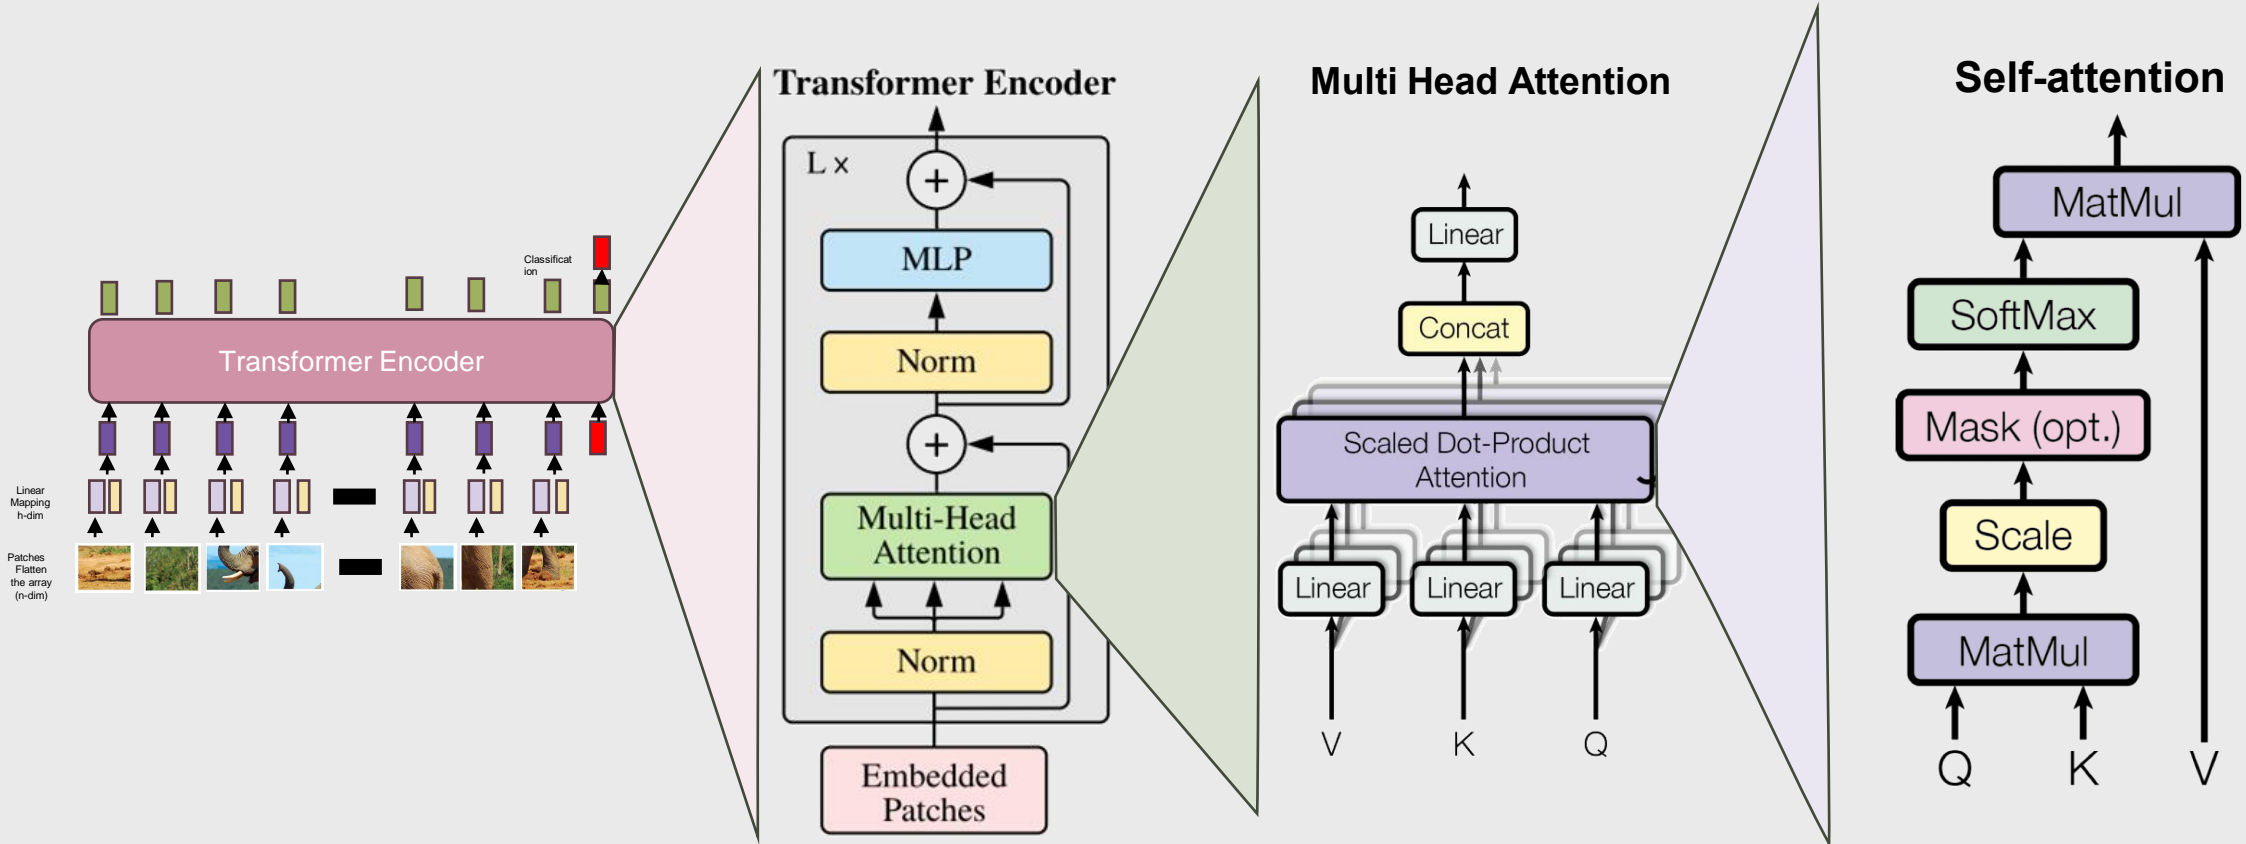 Classificat
ion
Transformer Encoder
Linear
Mapping
h-dim
Patches
Flatten
the array
(n-dim)
Transformer Encoder
L ×
+
MLP
Norm
+
Multi-Head
Attention
Norm
Embedded
Patches
Multi Head Attention
Linear
Concat
Scaled Dot-Product
Attention
Linear Linear Linear
V K Q
Self-attention
MatMul
SoftMax
Mask (opt.)
Scale
MatMul
Q K V